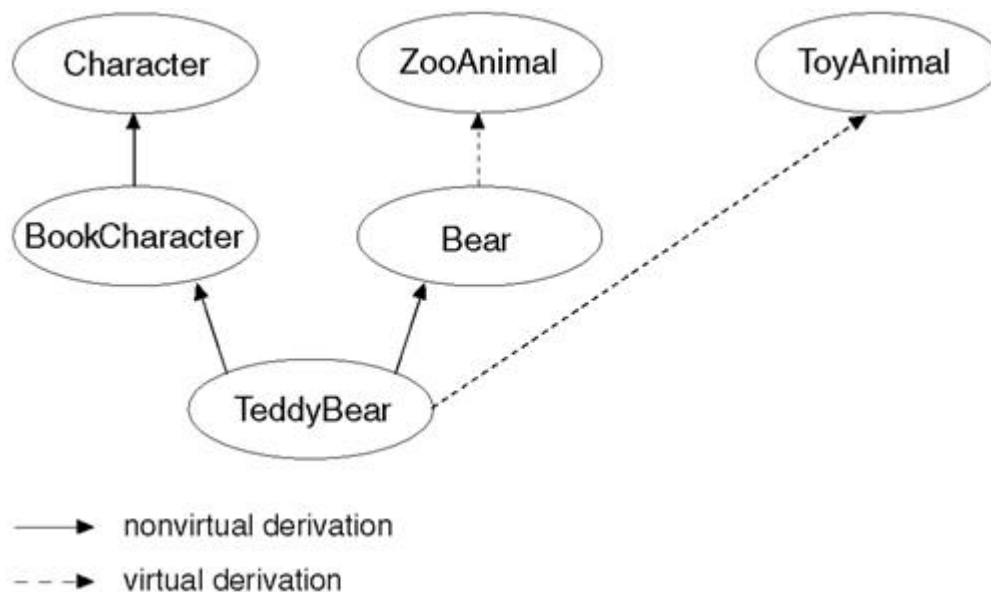 Character
ZooAnimal
ToyAnimal
BookCharacter
Bear
TeddyBear
nonvirtual derivation
virtual derivation